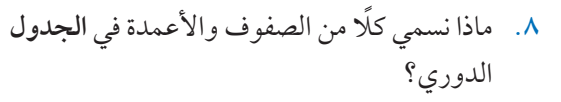 ٨. ماذا نسمي كلًا من الصفوف والأعمدة في الجدول
الدوري؟